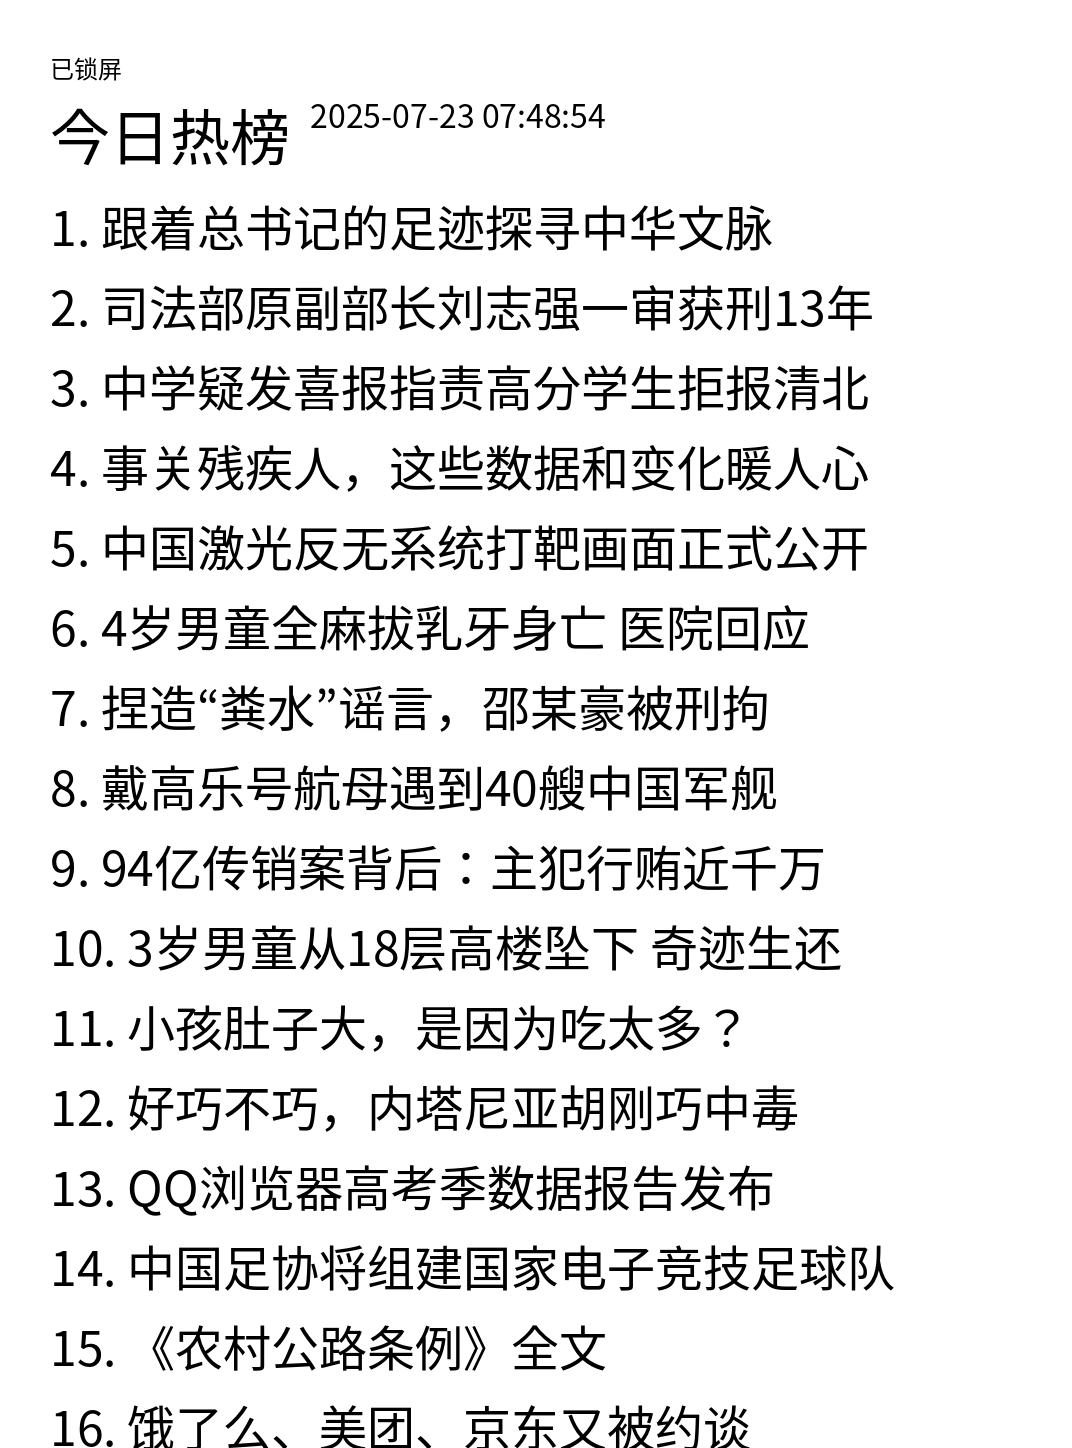 已锁屏
今日热榜 2025-07-23 07:48:54
1. 跟着总书记的足迹探寻中华文脉
2. 司法部原副部长刘志强一审获刑13年
3. 中学疑发喜报指责高分学生拒报清北
4. 事关残疾人，这些数据和变化暖人心
5. 中国激光反无系统打靶画面正式公开
6. 4岁男童全麻拔乳牙身亡 医院回应
7. 捏造“粪水”谣言，邵某豪被刑拘
8. 戴高乐号航母遇到40艘中国军舰
9. 94亿传销案背后：主犯行贿近千万
10. 3岁男童从18层高楼坠下 奇迹生还
11. 小孩肚子大，是因为吃太多？
12. 好巧不巧，内塔尼亚胡刚巧中毒
13. QQ浏览器高考季数据报告发布
14. 中国足协将组建国家电子竞技足球队
15. 《农村公路条例》全文
16. 饿了么、美团、京东又被约谈